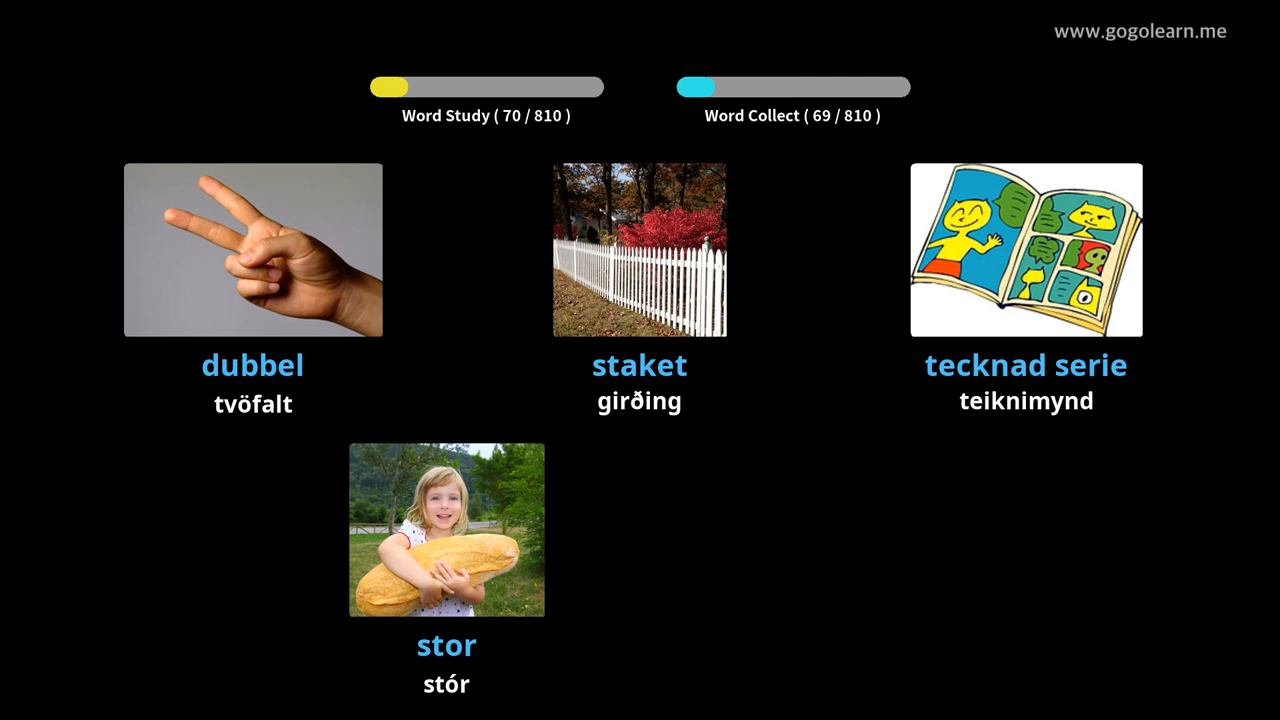 www.gogolearn.me
Word Study ( 70 / 810 )
Word Collect ( 69 / 810 )
dubbel
tvöfalt
staket
girðing
tecknad serie
teiknimynd
stor
stór